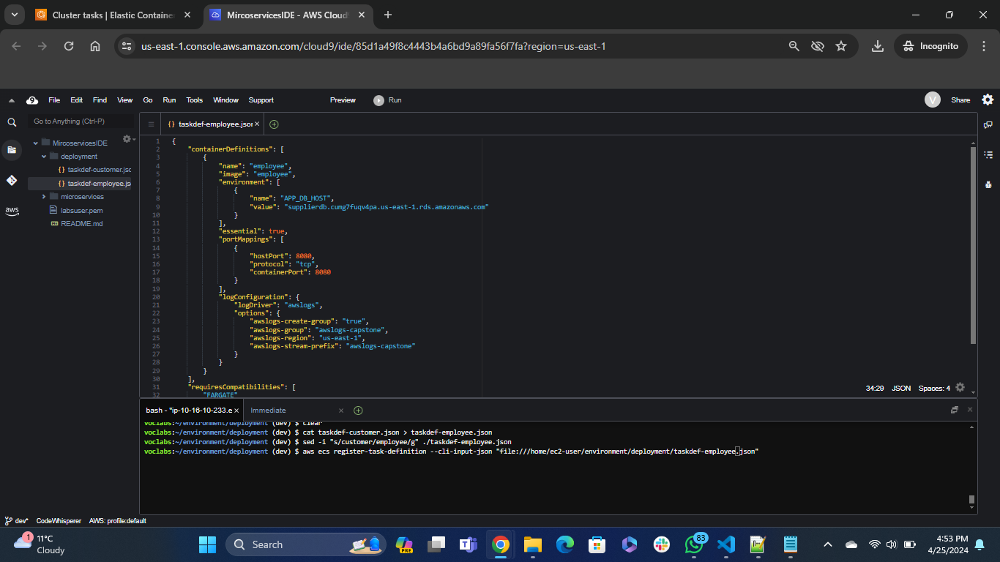 Cluster tasks | Elastic Container
MircoservicesIDE - AWS Cloud
us-east-1.console.aws.amazon.com/cloud9/ide/85d1a49f8c4443b4a6bd9a89fa56f7fa?region=us-east-1
Incognito
9 File Edit Find View Go Run Tools Window Support Preview Run V Share
Go to Anything (Ctrl-P)
MircoservicesIDE
deployment
taskdef-customer.jsc
taskdef-employee.js
microservices
labsuser.pem
README.md
aws
taskdef-employee.jsor
1 {
2 "containerDefinitions": [
3 {
4 "name": "employee",
5 "image": "employee",
6 "environment": [
7 {
8 "name": "APP_DB_HOST",
9 "value": "supplierdb.cumg7fuqv4pa.us-east-1.rds.amazonaws.com"
10 }
11 ],
12 "essential": true,
13 "portMappings": [
14 {
15 "hostPort": 8080,
16 "protocol": "tcp",
17 "containerPort": 8080
18 }
19 ],
20 "logConfiguration": {
21 "logDriver": "awslogs",
22 "options": {
23 "awslogs-create-group": "true",
24 "awslogs-group": "awslogs-capstone",
25 "awslogs-region": "us-east-1",
26 "awslogs-stream-prefix": "awslogs-capstone"
27 }
28 }
29 }
30 ],
31 "requiresCompatibilities": [
32 "FARGATE"
34:29 JSON Spaces: 4
bash - "ip-10-16-10-233.e
Immediate
voclabs:~/environment/deployment (dev) $ clear
voclabs:~/environment/deployment (dev) $ cat taskdef-customer.json > taskdef-employee.json
voclabs:~/environment/deployment (dev) $ sed -i "s/customer/employee/g" ./taskdef-employee.json
voclabs:~/environment/deployment (dev) $ aws ecs register-task-definition --cli-input-json "file:///home/ec2-user/environment/deployment/taskdef-employee.json"
dev* CodeWhisperer AWS: profile:default
1
11°C
Cloudy
Search
PRE
83
4:53 PM
4/25/2024